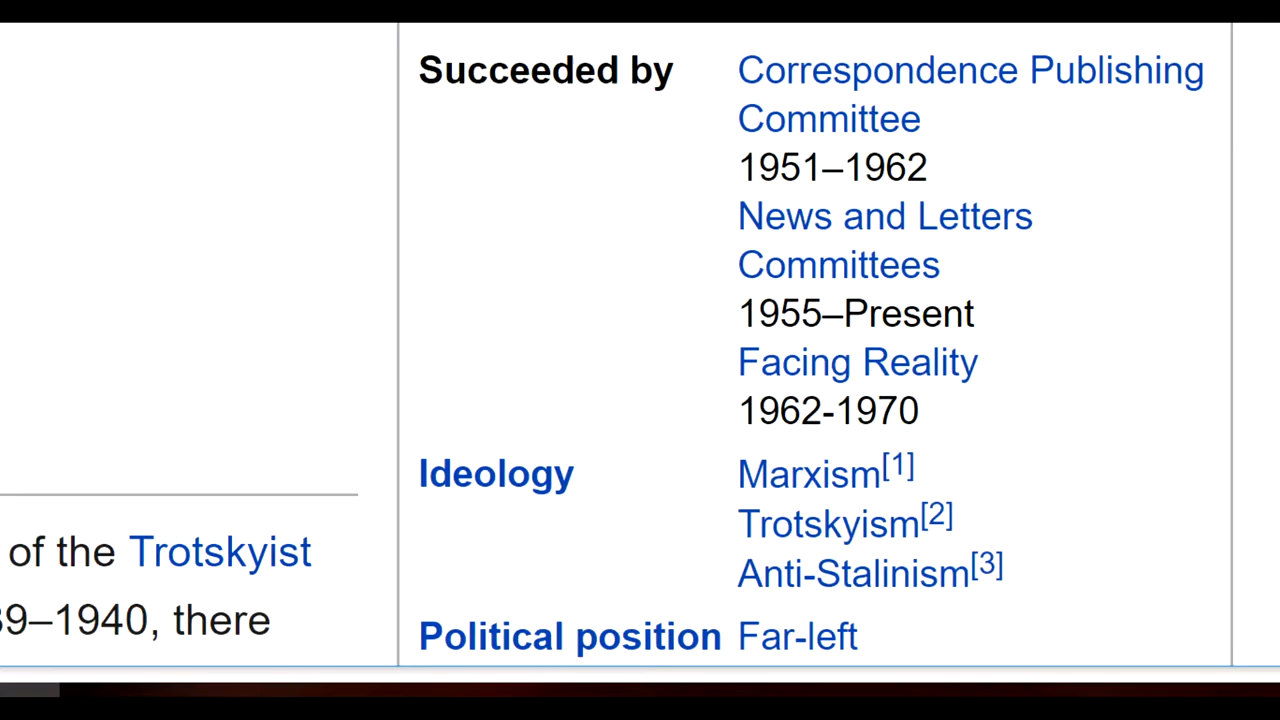 Succeeded by Correspondence Publishing
Committee
1951–1962
News and Letters
Committees
1955–Present
Facing Reality
1962-1970
Ideology Marxism[1]
Trotskyism[2]
Anti-Stalinism[3]
Political position Far-left
of the Trotskyist
39–1940, there